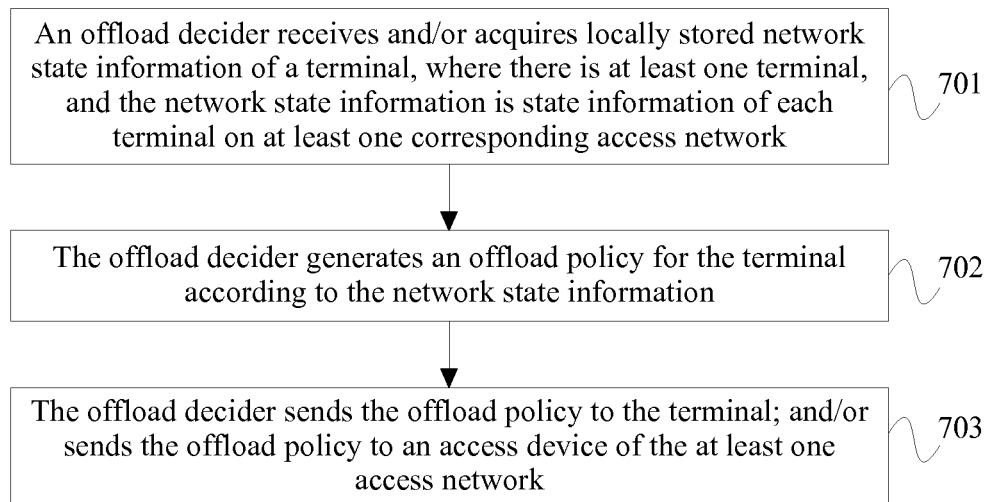 An offload decider receives and/or acquires locally stored network
state information of a terminal, where there is at least one terminal,
and the network state information is state information of each
terminal on at least one corresponding access network
701
The offload decider generates an offload policy for the terminal
according to the network state information
702
The offload decider sends the offload policy to the terminal; and/or
sends the offload policy to an access device of the at least one
access network
703